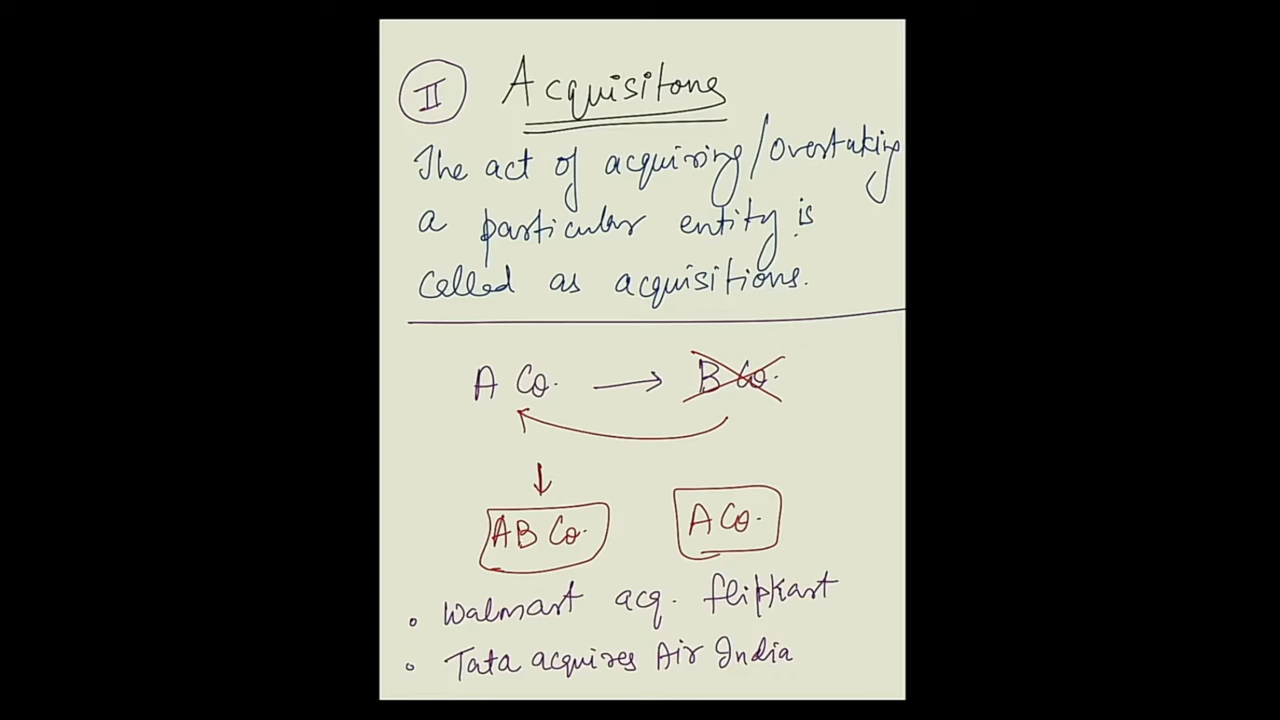 II Acquisitons
The act of acquiring/overtaking
a particular entity is
called as acquisitions.
A Co. → B Co.
AB Co. A Co.
• Walmart acq. flipkart
• Tata acquires Air India